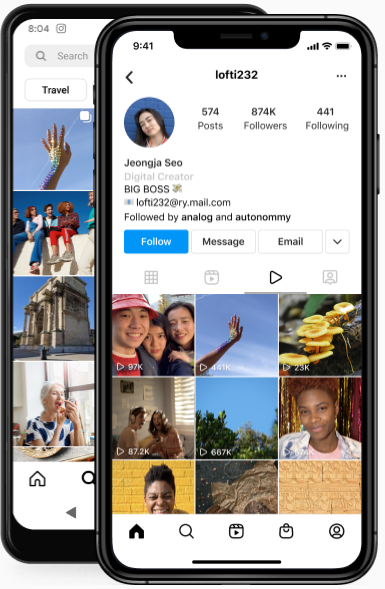 8:04
Search
Travel
9:41
lofti232
574 874K 441
Posts Followers Following
Jeongja Seo
Digital Creator
BIG BOSS
lofti232@ry.mail.com
Followed by analog and autonommy
Follow Message Email
97K 441K 23K
87.2K 667K